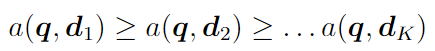 a(q, d₁) ≥ a(q, d₂) ≥ … a(q, d_K)